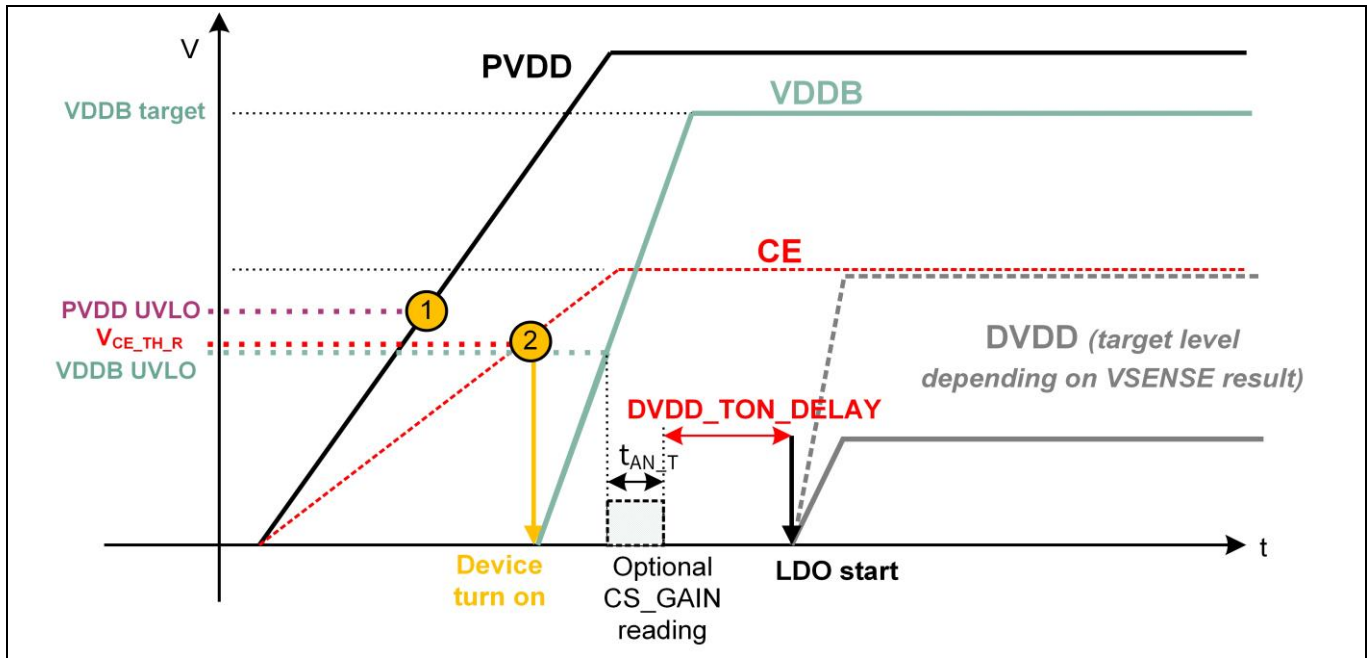 V
PVDD
VDDB target
VDDB
CE
PVDD UVLO
1
V_CE_TH_R
2
VDDB UVLO
DVDD (target level
depending on VSENSE result)
DVDD_TON_DELAY
t_AN_T
t
Device
turn on
Optional
CS_GAIN
reading
LDO start